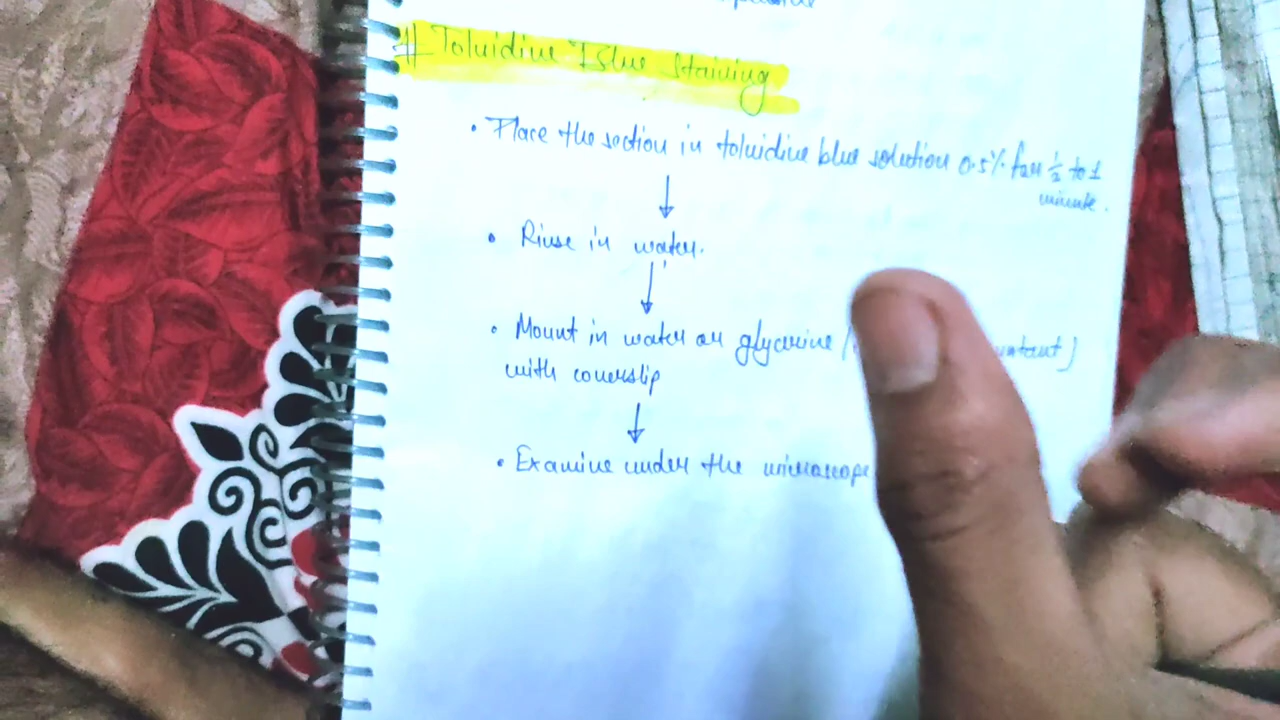 # Toluidine Blue Staining
• Place the section in toluidine blue solution 0.5% for ½ to 1
minute.
↓
• Rinse in water.
↓
• Mount in water or glycerine (
with coverslip
↓
• Examine under the microscope